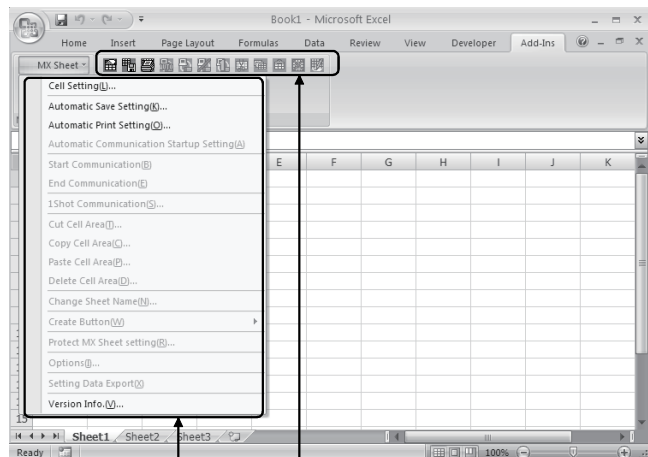 Book1 - Microsoft Excel
Home Insert Page Layout Formulas Data Review View Developer Add-Ins
MX Sheet
Cell Setting(L)...
Automatic Save Setting(K)...
Automatic Print Setting(O)...
Automatic Communication Startup Setting(A)
Start Communication(B)
End Communication(E)
1Shot Communication(S)...
Cut Cell Area(T)...
Copy Cell Area(C)...
Paste Cell Area(P)...
Delete Cell Area(D)...
Change Sheet Name(N)...
Create Button(W)
Protect MX Sheet setting(R)...
Options(I)...
Setting Data Export(X)
Version Info.(V)...
E F G H I J K
15
Sheet1 Sheet2 Sheet3
Ready 100%